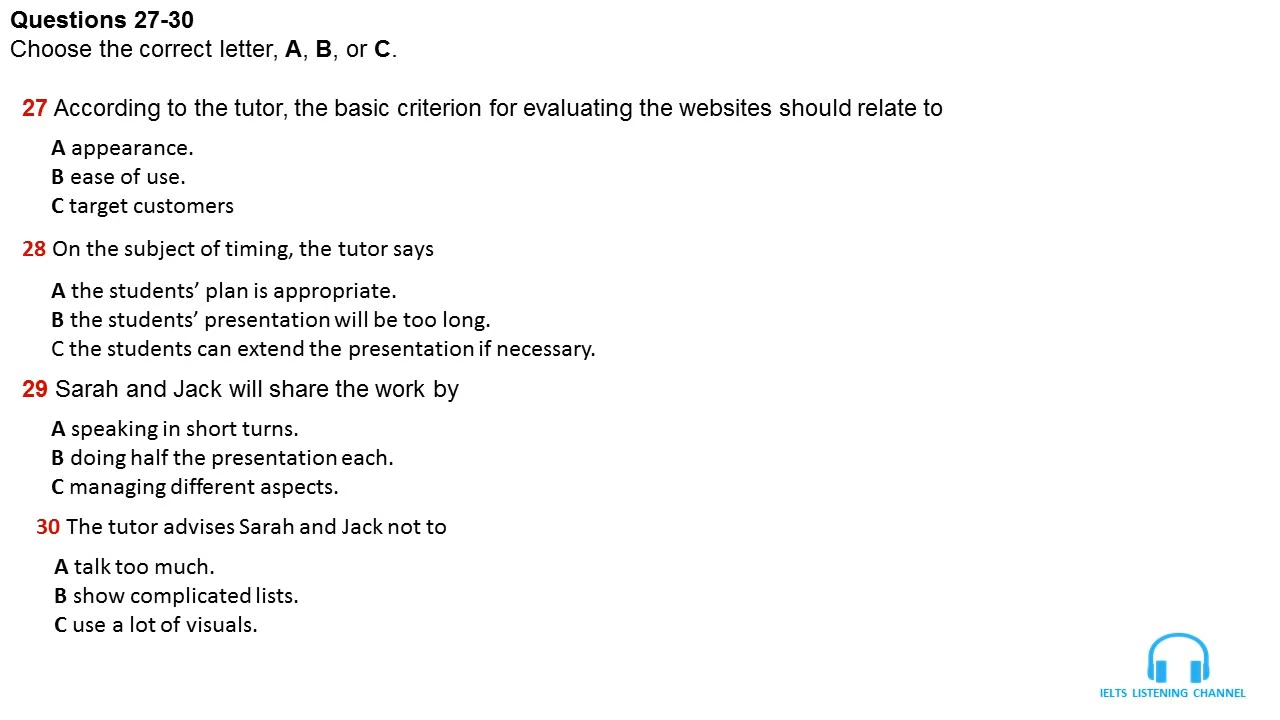 Questions 27-30
Choose the correct letter, A, B, or C.
27 According to the tutor, the basic criterion for evaluating the websites should relate to
A appearance.
B ease of use.
C target customers
28 On the subject of timing, the tutor says
A the students’ plan is appropriate.
B the students’ presentation will be too long.
C the students can extend the presentation if necessary.
29 Sarah and Jack will share the work by
A speaking in short turns.
B doing half the presentation each.
C managing different aspects.
30 The tutor advises Sarah and Jack not to
A talk too much.
B show complicated lists.
C use a lot of visuals.
IELTS LISTENING CHANNEL